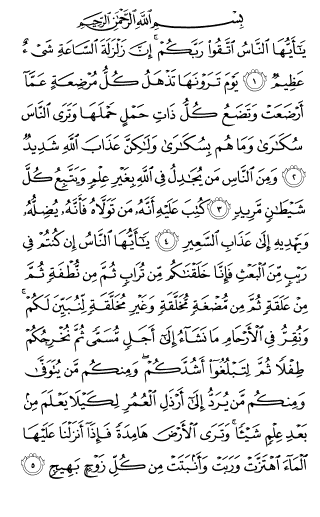 بِسْمِ ٱللَّهِ ٱلرَّحْمَٰنِ ٱلرَّحِيمِ
يَٰٓأَيُّهَا ٱلنَّاسُ ٱتَّقُوا۟ رَبَّكُمْ ۚ إِنَّ زَلْزَلَةَ ٱلسَّاعَةِ شَىْءٌ
عَظِيمٌ ۝١ يَوْمَ تَرَوْنَهَا تَذْهَلُ كُلُّ مُرْضِعَةٍ عَمَّآ
أَرْضَعَتْ وَتَضَعُ كُلُّ ذَاتِ حَمْلٍ حَمْلَهَا وَتَرَى ٱلنَّاسَ
سُكَٰرَىٰ وَمَا هُم بِسُكَٰرَىٰ وَلَٰكِنَّ عَذَابَ ٱللَّهِ شَدِيدٌ
۝٢ وَمِنَ ٱلنَّاسِ مَن يُجَٰدِلُ فِى ٱللَّهِ بِغَيْرِ عِلْمٍ وَيَتَّبِعُ كُلَّ
شَيْطَٰنٍ مَّرِيدٍ ۝٣ كُتِبَ عَلَيْهِ أَنَّهُۥ مَن تَوَلَّاهُ فَأَنَّهُۥ يُضِلُّهُۥ
وَيَهْدِيهِ إِلَىٰ عَذَابِ ٱلسَّعِيرِ ۝٤ يَٰٓأَيُّهَا ٱلنَّاسُ إِن كُنتُمْ فِى
رَيْبٍ مِّنَ ٱلْبَعْثِ فَإِنَّا خَلَقْنَٰكُم مِّن تُرَابٍ ثُمَّ مِن نُّطْفَةٍ ثُمَّ
مِنْ عَلَقَةٍ ثُمَّ مِن مُّضْغَةٍ مُّخَلَّقَةٍ وَغَيْرِ مُخَلَّقَةٍ لِّنُبَيِّنَ لَكُمْ ۚ
وَنُقِرُّ فِى ٱلْأَرْحَامِ مَا نَشَآءُ إِلَىٰٓ أَجَلٍ مُّسَمًّى ثُمَّ نُخْرِجُكُمْ
طِفْلًا ثُمَّ لِتَبْلُغُوٓا۟ أَشُدَّكُمْ ۖ وَمِنكُم مَّن يُتَوَفَّىٰ
وَمِنكُم مَّن يُرَدُّ إِلَىٰٓ أَرْذَلِ ٱلْعُمُرِ لِكَيْلَا يَعْلَمَ مِنۢ
بَعْدِ عِلْمٍ شَيْـًٔا ۚ وَتَرَى ٱلْأَرْضَ هَامِدَةً فَإِذَآ أَنزَلْنَا عَلَيْهَا
ٱلْمَآءَ ٱهْتَزَّتْ وَرَبَتْ وَأَنۢبَتَتْ مِن كُلِّ زَوْجٍۭ بَهِيجٍ ۝٥